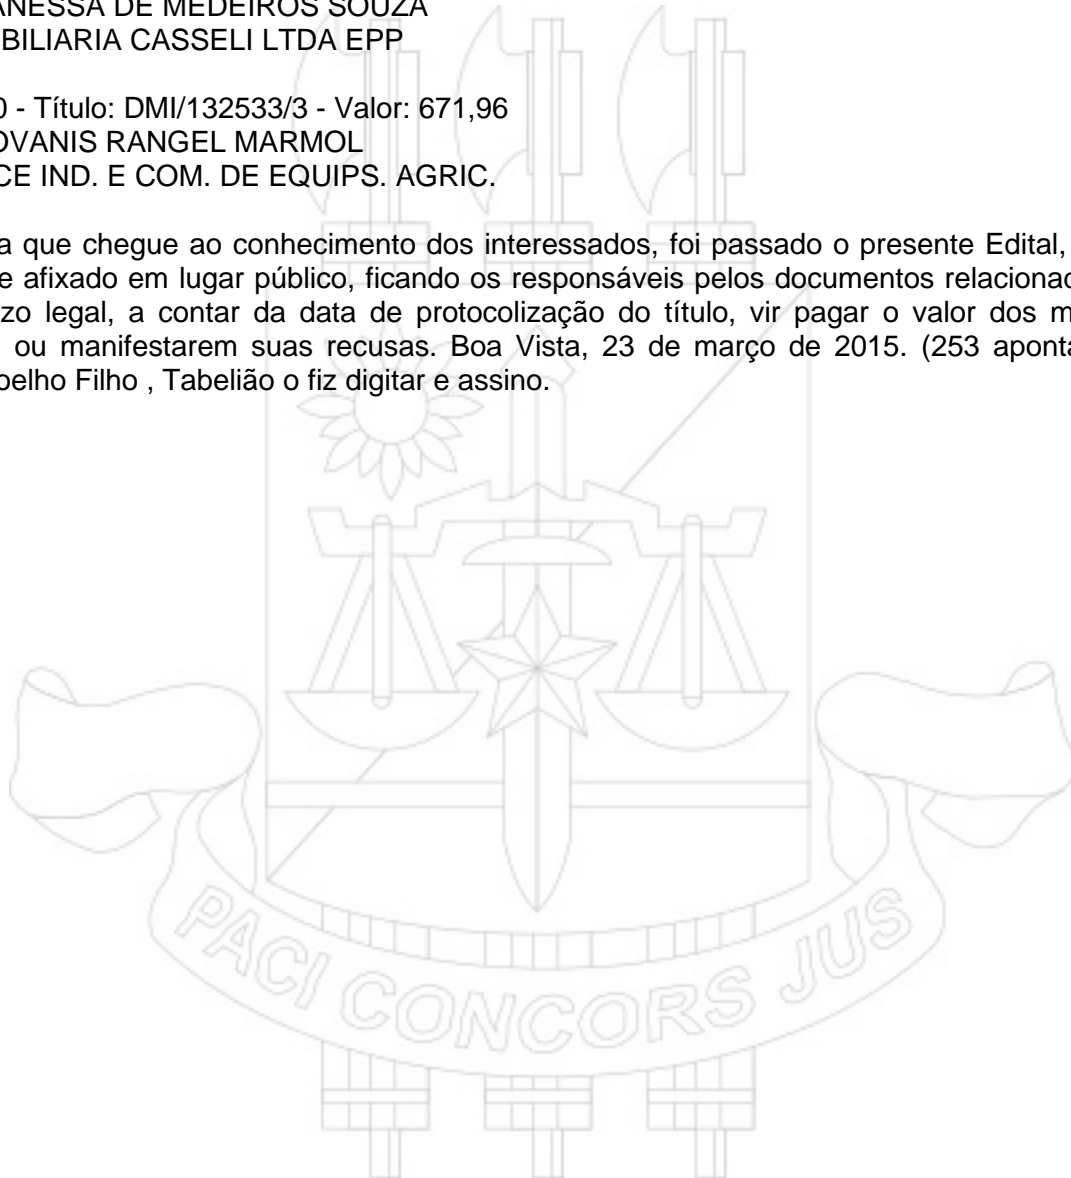 ANESSA DE MEDEIROS SOUZA
BILIARIA CASSELI LTDA EPP
0 - Título: DMI/132533/3 - Valor: 671,96
OVANIS RANGEL MARMOL
CE IND. E COM. DE EQUIPS. AGRIC.
a que chegue ao conhecimento dos interessados, foi passado o presente Edital,
e afixado em lugar público, ficando os responsáveis pelos documentos relacionad
zo legal, a contar da data de protocolização do título, vir pagar o valor dos m
ou manifestarem suas recusas. Boa Vista, 23 de março de 2015. (253 aponta
oelho Filho , Tabelião o fiz digitar e assino.
PACI CONCORS JUS